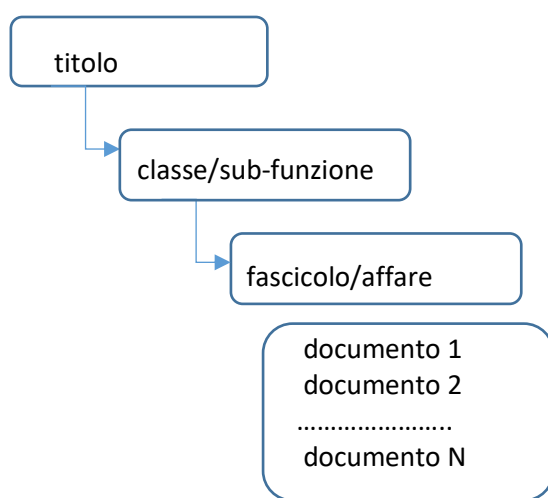 titolo
classe/sub-funzione
fascicolo/affare
documento 1
documento 2
…………………..
documento N